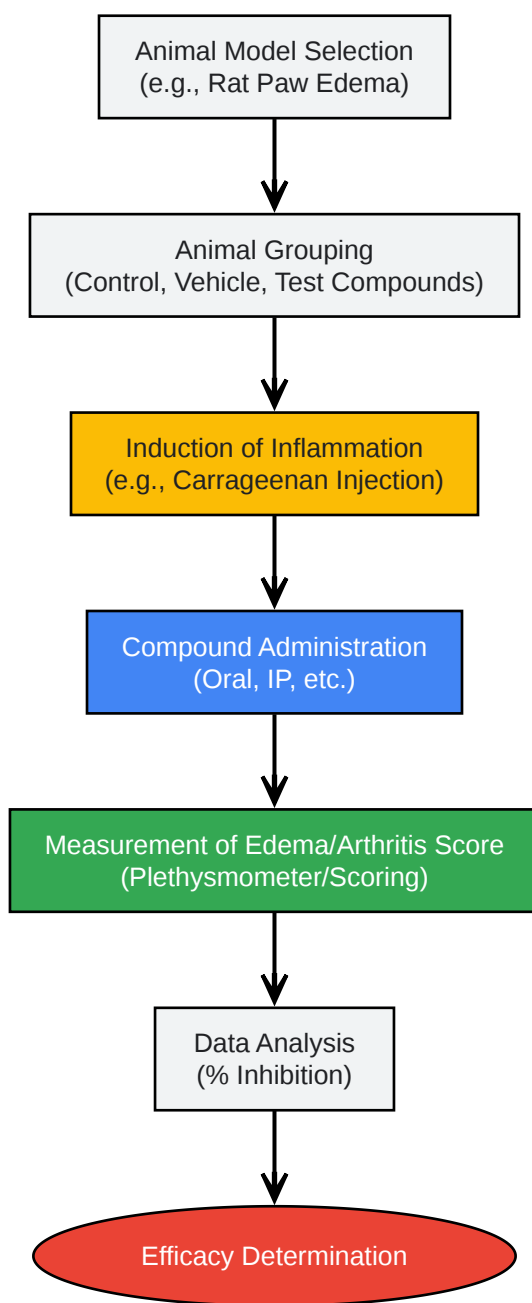 Animal Model Selection
(e.g., Rat Paw Edema)
Animal Grouping
(Control, Vehicle, Test Compounds)
Induction of Inflammation
(e.g., Carrageenan Injection)
Compound Administration
(Oral, IP, etc.)
Measurement of Edema/Arthritis Score
(Plethysmometer/Scoring)
Data Analysis
(% Inhibition)
Efficacy Determination